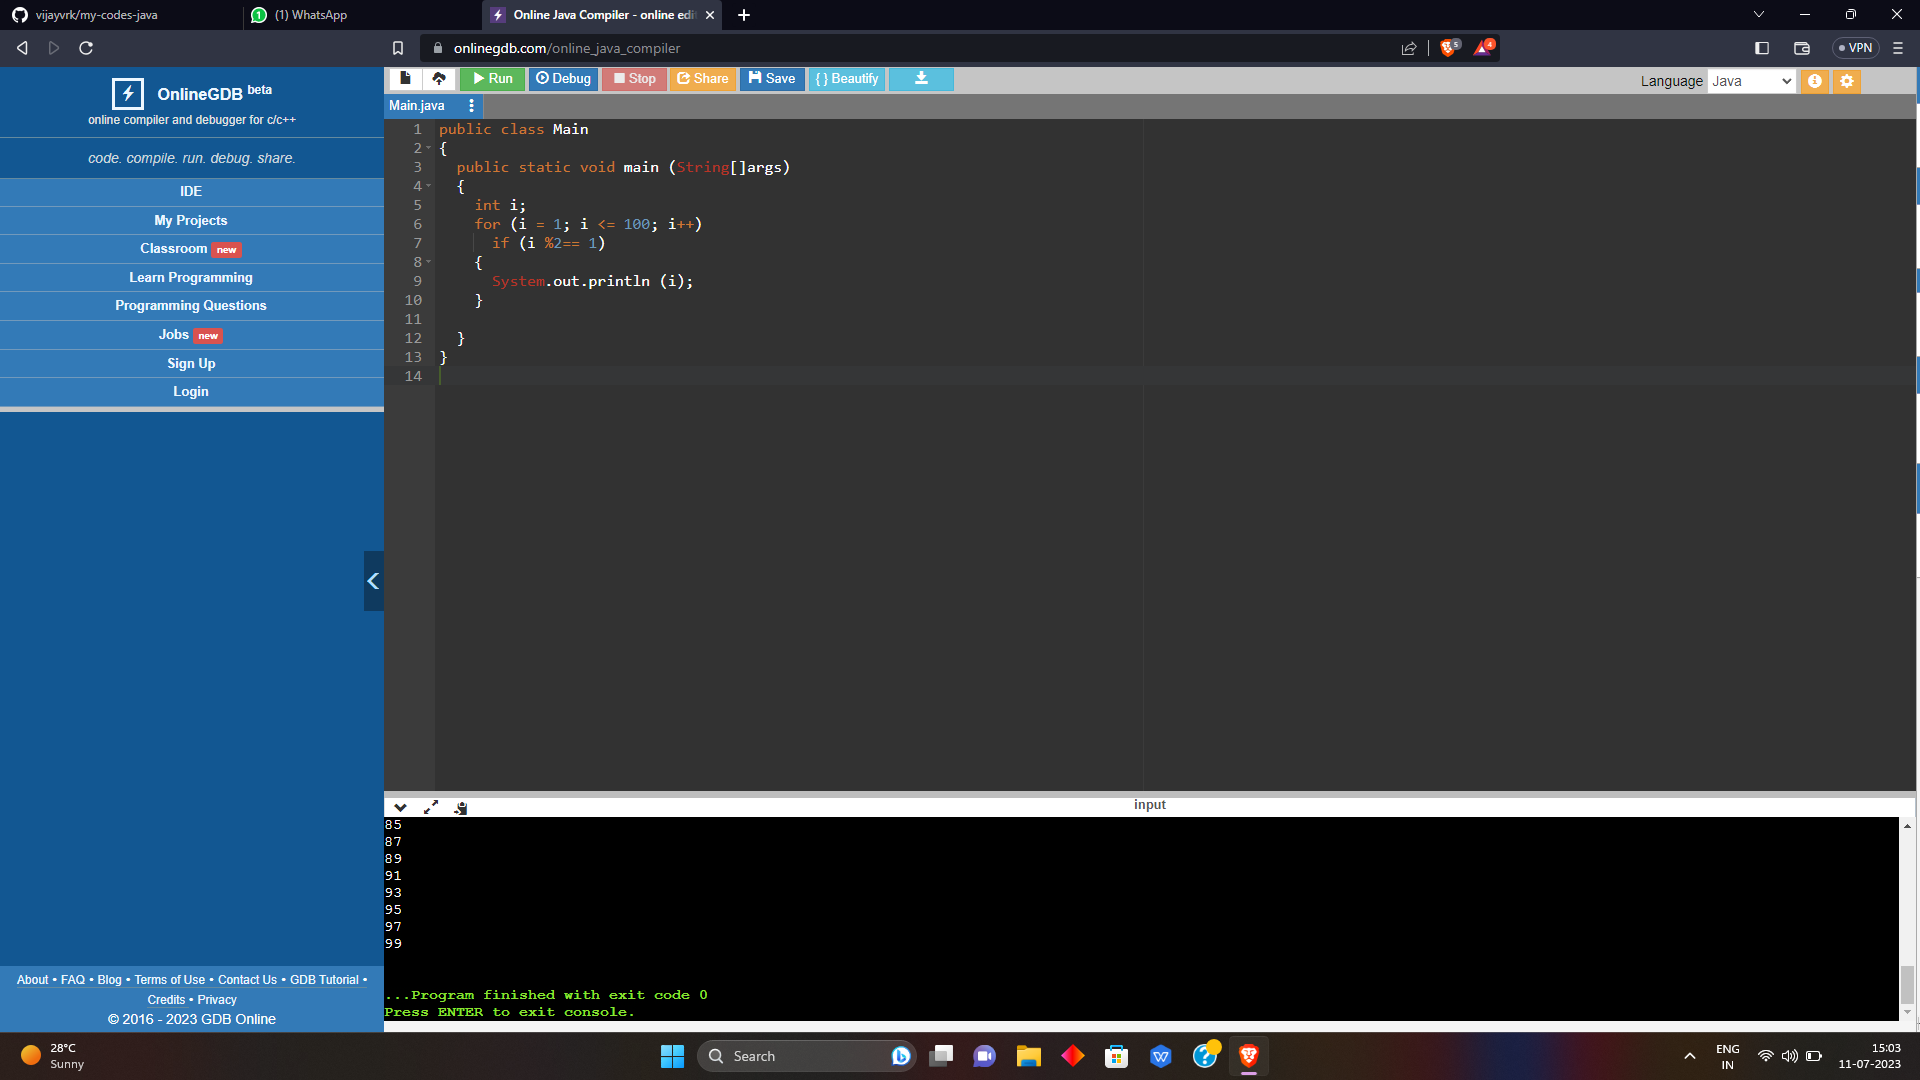 vijayvrk/my-codes-java
1 (1) WhatsApp
Online Java Compiler - online edi
onlinegdb.com/online_java_compiler
5
4
VPN
OnlineGDB beta
online compiler and debugger for c/c++
code. compile. run. debug. share.
IDE
My Projects
Classroom new
Learn Programming
Programming Questions
Jobs new
Sign Up
Login
About • FAQ • Blog • Terms of Use • Contact Us • GDB Tutorial •
Credits • Privacy
© 2016 - 2023 GDB Online
Run Debug Stop Share Save { } Beautify
Language Java
Main.java
1 public class Main
2 {
3 public static void main (String[]args)
4 {
5 int i;
6 for (i = 1; i <= 100; i++)
7 if (i %2== 1)
8 {
9 System.out.println (i);
10 }
11
12 }
13 }
14
input
85
87
89
91
93
95
97
99
...Program finished with exit code 0
Press ENTER to exit console.
28°C
Sunny
Search
ENG
IN
15:03
11-07-2023